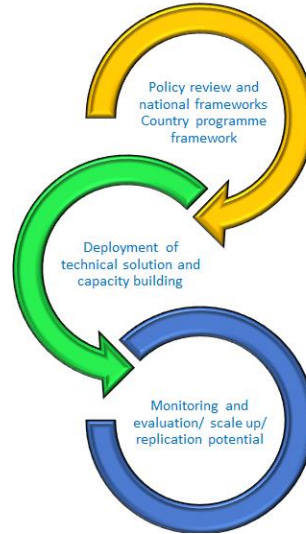 Policy review and
national frameworks
Country programme
framework
Deployment of
technical solution and
capacity building
Monitoring and
evaluation/ scale up/
replication potential